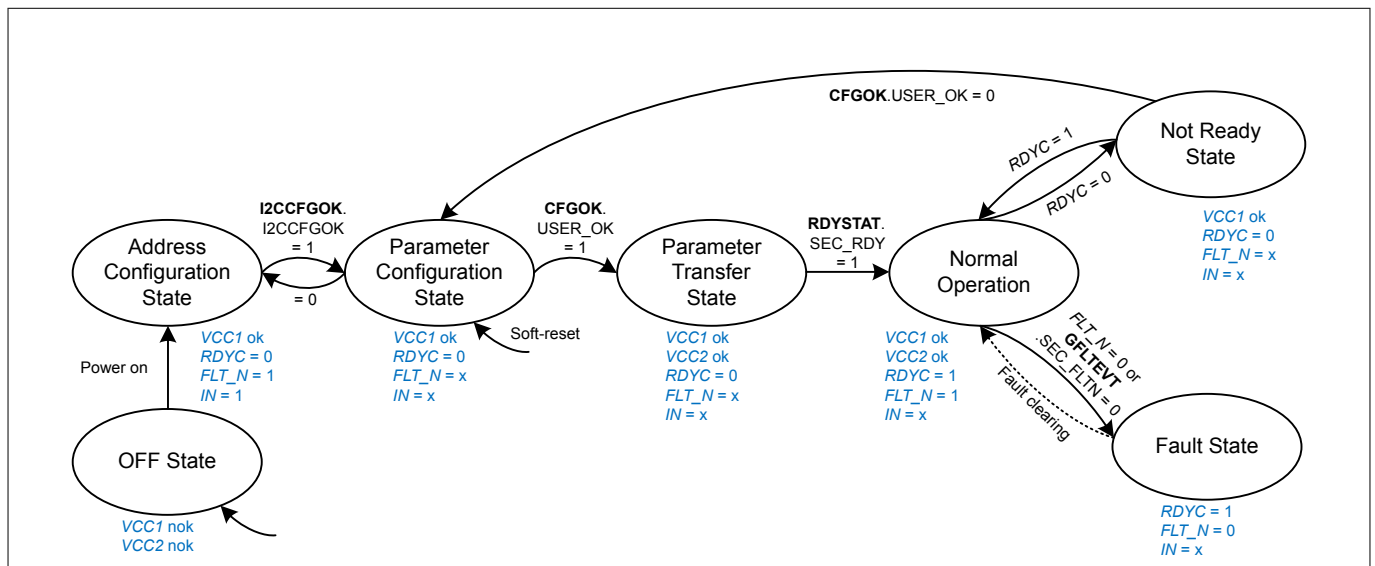 CFGOK.USER_OK = 0
Not Ready
State
RDYC = 1
RDYC = 0
VCC1 ok
RDYC = 0
FLT_N = x
IN = x
I2CCFGOK.
I2CCFGOK
= 1
= 0
CFGOK.
USER_OK
= 1
RDYSTAT.
SEC_RDY
= 1
Address
Configuration
State
VCC1 ok
RDYC = 0
FLT_N = 1
IN = 1
Parameter
Configuration
State
Soft-reset
VCC1 ok
RDYC = 0
FLT_N = x
IN = x
Parameter
Transfer
State
VCC1 ok
VCC2 ok
RDYC = 0
FLT_N = x
IN = x
Normal
Operation
VCC1 ok
VCC2 ok
RDYC = 1
FLT_N = 1
IN = x
FLT_N = 0 or
GFLTEVT
.SEC_FLTN = 0
Fault clearing
Power on
OFF State
VCC1 nok
VCC2 nok
Fault State
RDYC = 1
FLT_N = 0
IN = x